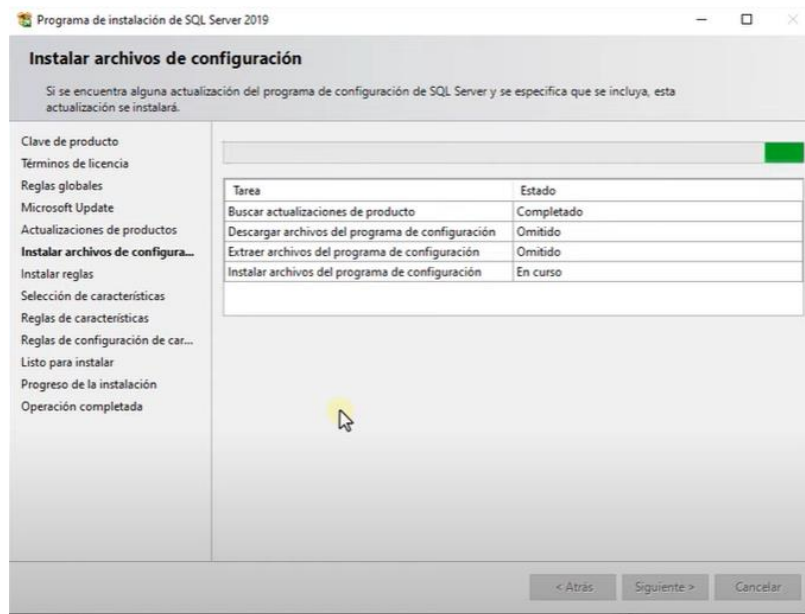 Programa de instalación de SQL Server 2019
Instalar archivos de configuración
Si se encuentra alguna actualización del programa de configuración de SQL Server y se especifica que se incluya, esta
actualización se instalará.
Clave de producto
Términos de licencia
Reglas globales
Microsoft Update
Actualizaciones de productos
Instalar archivos de configura...
Instalar reglas
Selección de características
Reglas de características
Reglas de configuración de car...
Listo para instalar
Progreso de la instalación
Operación completada
Tarea Estado
Buscar actualizaciones de producto Completado
Descargar archivos del programa de configuración Omitido
Extraer archivos del programa de configuración Omitido
Instalar archivos del programa de configuración En curso
< Atrás Siguiente > Cancelar